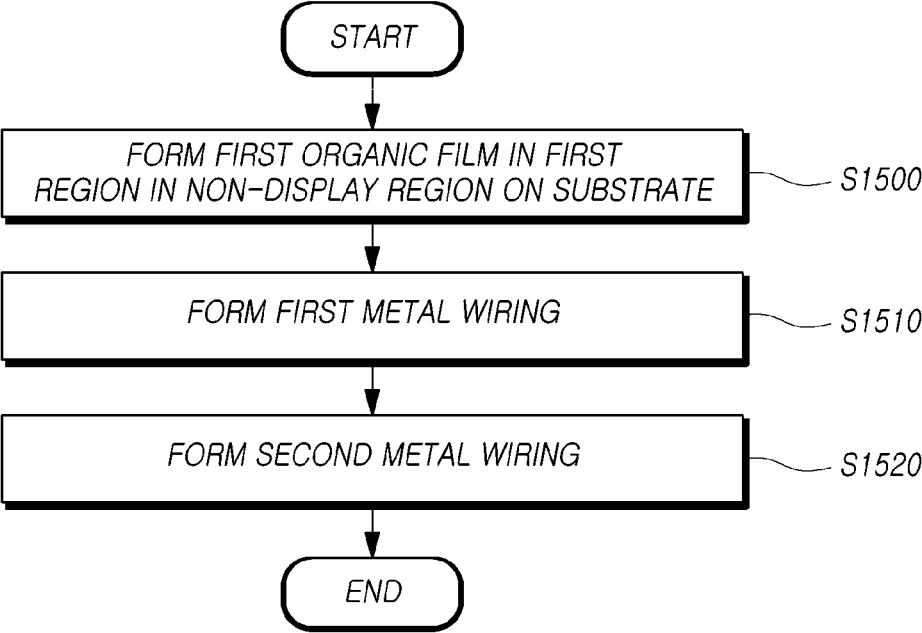 START
FORM FIRST ORGANIC FILM IN FIRST
REGION IN NON-DISPLAY REGION ON SUBSTRATE
S1500
FORM FIRST METAL WIRING
S1510
FORM SECOND METAL WIRING
S1520
END